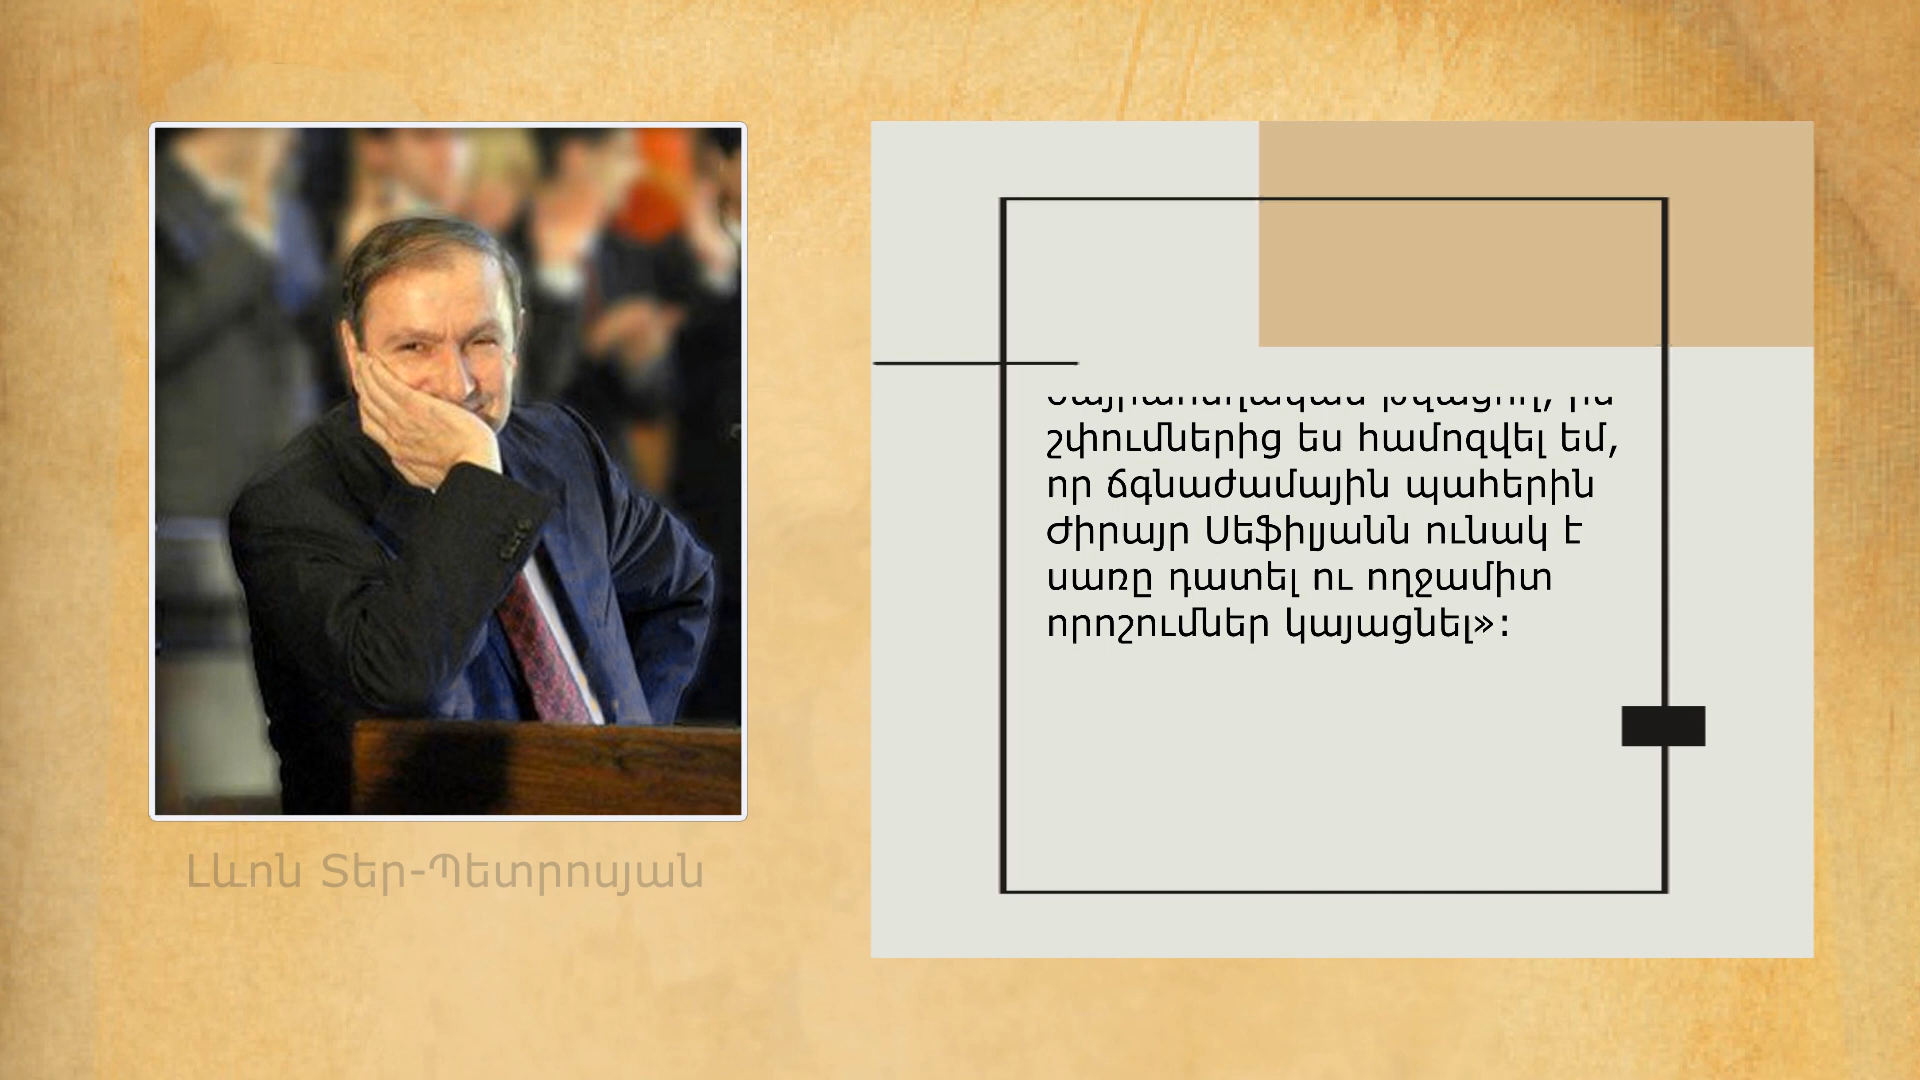 շփումներից ես համոզվել եմ,
որ ճգնաժամային պահերին
Ժիրայր Սեֆիլյանն ունակ է
սառը դատել ու ողջամիտ
որոշումներ կայացնել»:
Լևոն Տեր-Պետրոսյան